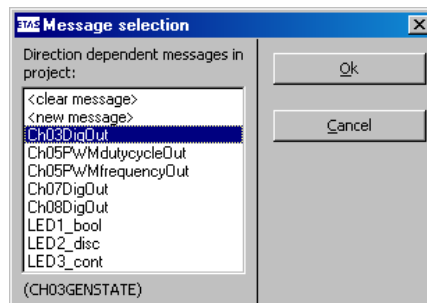 ETAS Message selection
Direction dependent messages in
project:
<clear message>
<new message>
Ch03DigOut
Ch05PWMdutycycleOut
Ch05PWMfrequencyOut
Ch07DigOut
Ch08DigOut
LED1_bool
LED2_disc
LED3_cont
(CH03GENSTATE)
Ok
Cancel